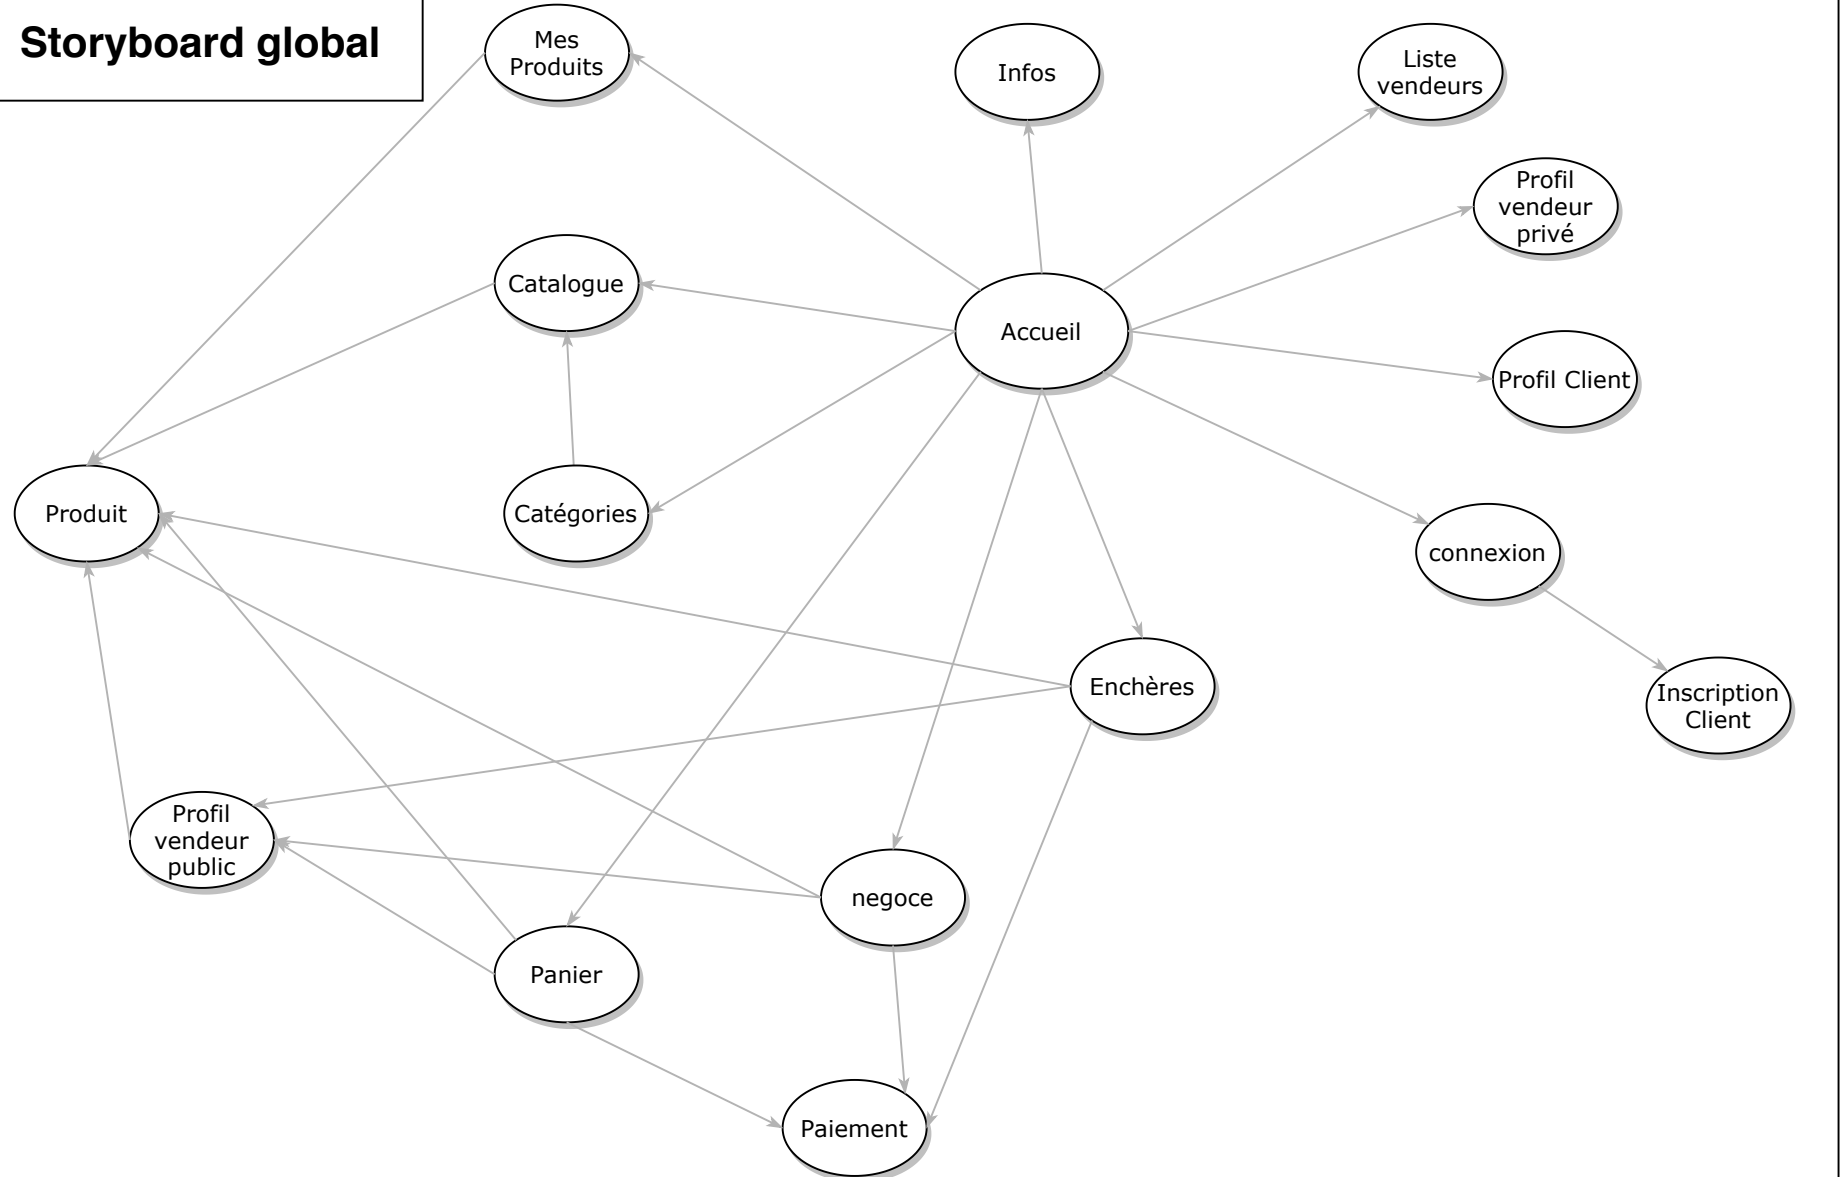 Storyboard global
Mes
Produits
Infos
Liste
vendeurs
Profil
vendeur
privé
Catalogue
Accueil
Profil Client
Produit
Catégories
connexion
Enchères
Inscription
Client
Profil
vendeur
public
negoce
Panier
Paiement